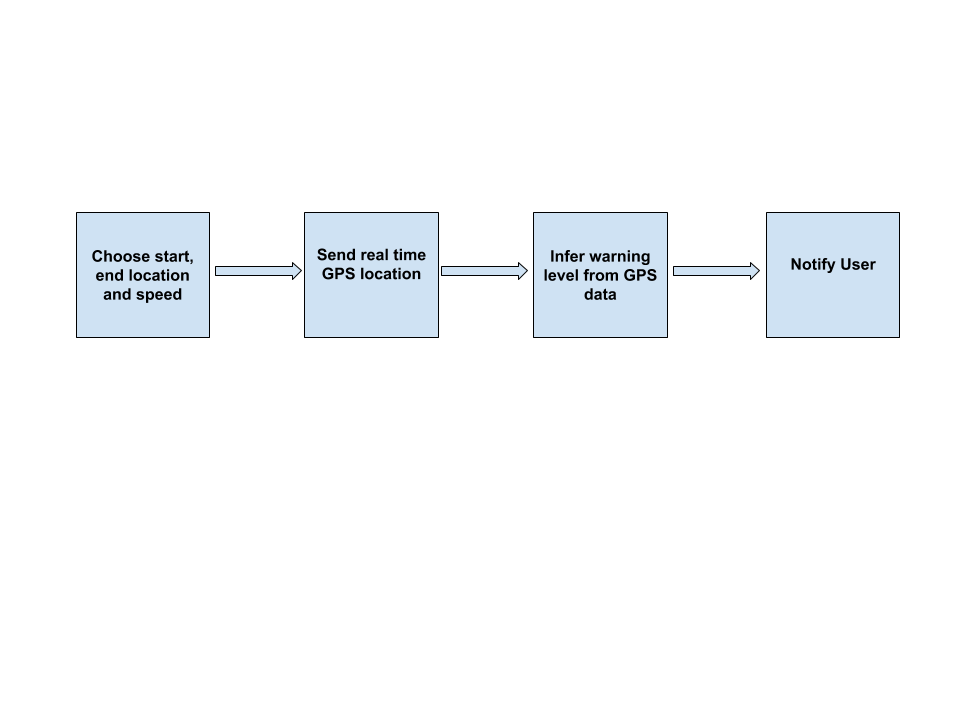 Choose start,
end location
and speed
Send real time
GPS location
Infer warning
level from GPS
data
Notify User